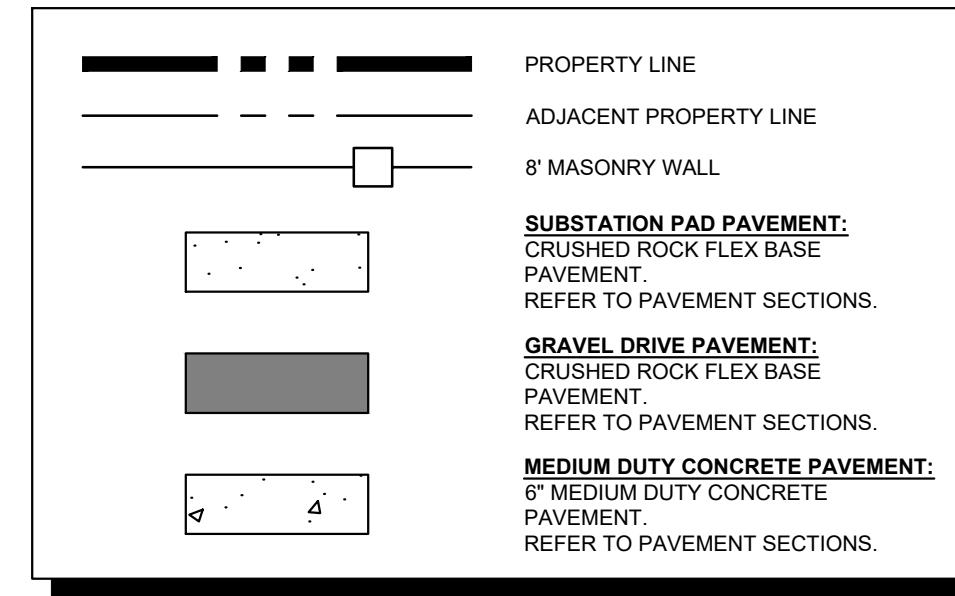 PROPERTY LINE
ADJACENT PROPERTY LINE
8' MASONRY WALL
SUBSTATION PAD PAVEMENT:
CRUSHED ROCK FLEX BASE
PAVEMENT.
REFER TO PAVEMENT SECTIONS.
GRAVEL DRIVE PAVEMENT:
CRUSHED ROCK FLEX BASE
PAVEMENT.
REFER TO PAVEMENT SECTIONS.
MEDIUM DUTY CONCRETE PAVEMENT:
6" MEDIUM DUTY CONCRETE
PAVEMENT.
REFER TO PAVEMENT SECTIONS.